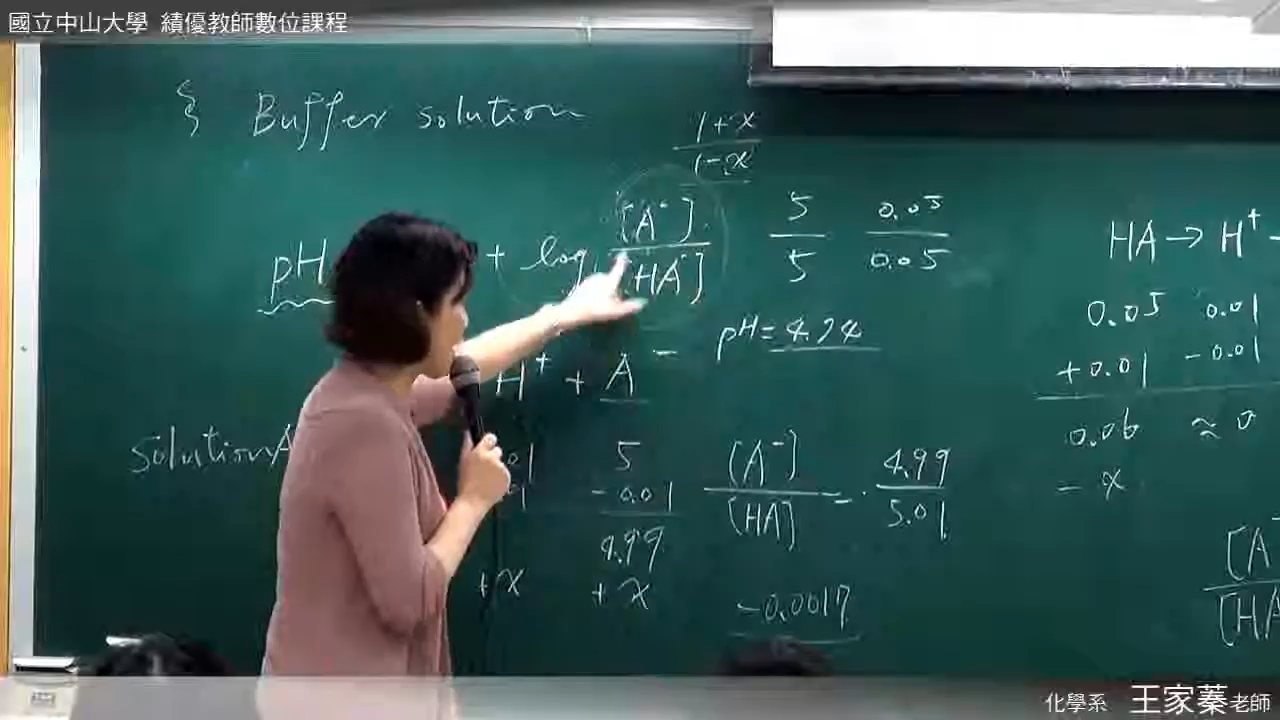 國立中山大學 績優教師數位課程
§ Buffer solution
1+x
1-x
pH + log [A⁻] 5 0.05
[HA] 5 0.05
HA → H⁺
pH = 4.74
H⁺ + A⁻
0.05 0.01
+0.01 -0.01
0.06 ≈ 0
- x
solution A 5
-0.01
4.99
+x +x
[A⁻] = 4.99
[HA] 5.01
-0.0017
[A
[HA
化學系 王家蓁老師